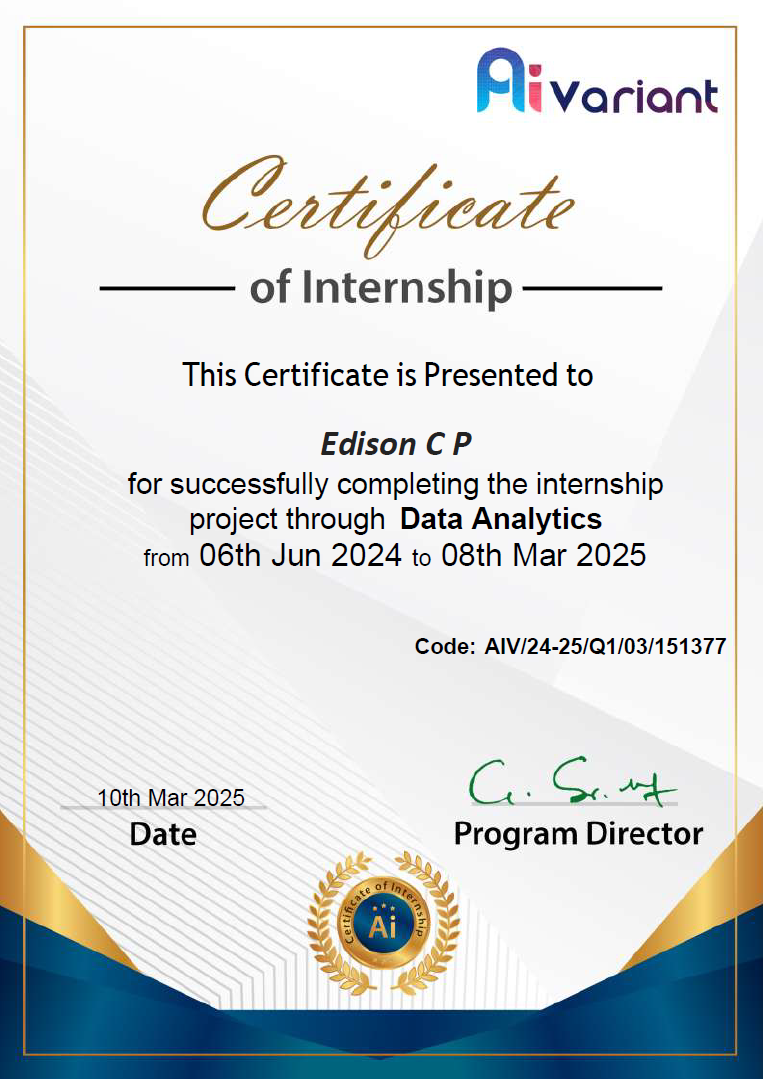 Ai Variant
Certificate
of Internship
This Certificate is Presented to
Edison C P
for successfully completing the internship
project through Data Analytics
from 06th Jun 2024 to 08th Mar 2025
Code: AIV/24-25/Q1/03/151377
10th Mar 2025
Date
Program Director
Certificate of Internship
Ai